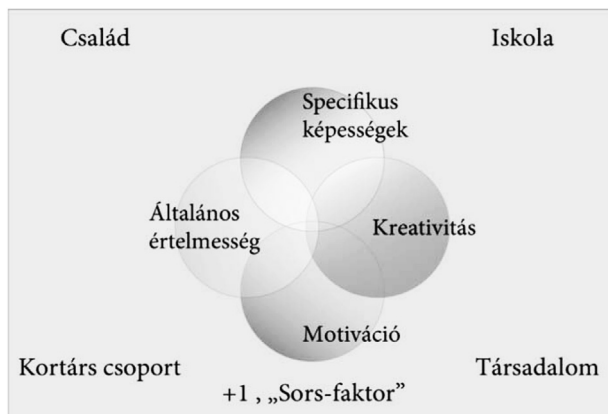 Család
Iskola
Specifikus
képességek
Általános
értelmesség
Kreativitás
Motiváció
Kortárs csoport
Társadalom
+1 , „Sors-faktor”